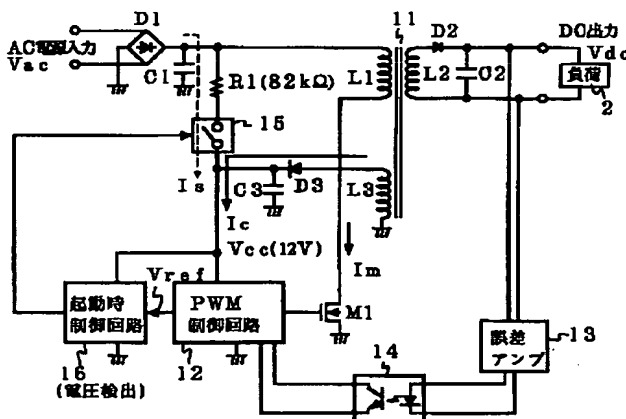 D1
11
D2
DC出力
AC電源入力
Vac
C1
R1(82kΩ)
L1
L2
C2
Vdc
負荷
2
15
Is
C3
D3
L3
Ic
Vcc(12V)
Im
Vref
起動時
制御回路
PWM
制御回路
M1
16
(電圧検出)
12
14
誤差
アンプ
13